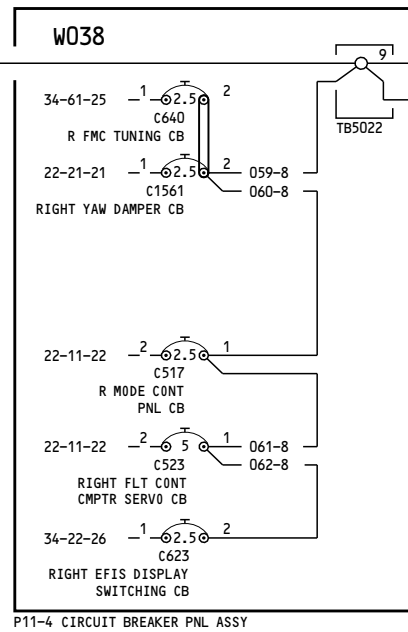 W038
9
TB5022
34-61-25 1 2.5 2
C640
R FMC TUNING CB
22-21-21 1 2.5 2 059-8
C1561 060-8
RIGHT YAW DAMPER CB
22-11-22 2 2.5 1
C517
R MODE CONT
PNL CB
22-11-22 2 5 1 061-8
C523 062-8
RIGHT FLT CONT
CMPTR SERVO CB
34-22-26 1 2.5 2
C623
RIGHT EFIS DISPLAY
SWITCHING CB
P11-4 CIRCUIT BREAKER PNL ASSY